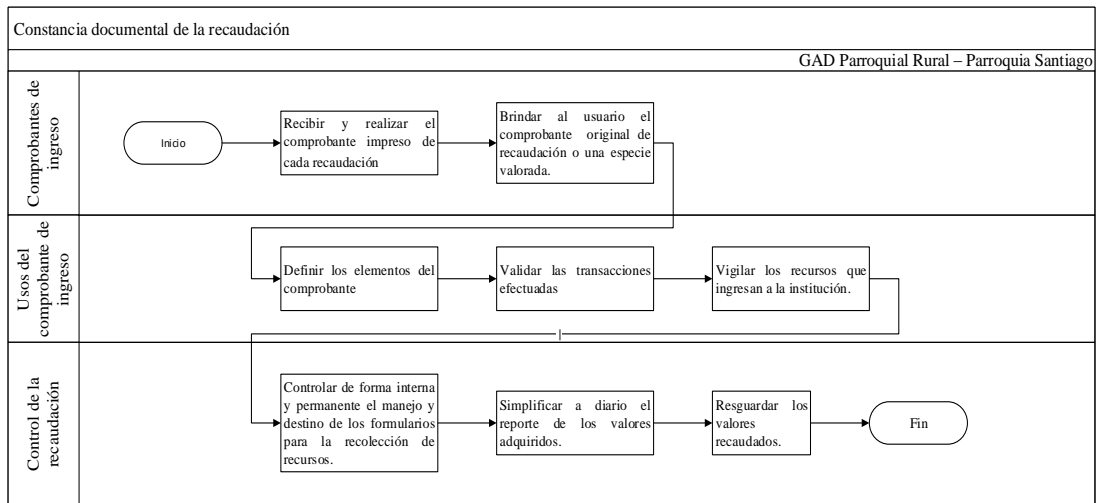 Constancia documental de la recaudación
GAD Parroquial Rural – Parroquia Santiago
Comprobantes de
ingreso
Inicio
Recibir y realizar el
comprobante impreso de
cada recaudación
Brindar al usuario el
comprobante original de
recaudación o una especie
valorada.
Usos del
comprobante de
ingreso
Definir los elementos del
comprobante
Validar las transacciones
efectuadas
Vigilar los recursos que
ingresan a la institución.
Control de la
recaudación
Controlar de forma interna
y permanente el manejo y
destino de los formularios
para la recolección de
recursos.
Simplificar a diario el
reporte de los valores
adquiridos.
Resguardar los
valores
recaudados.
Fin